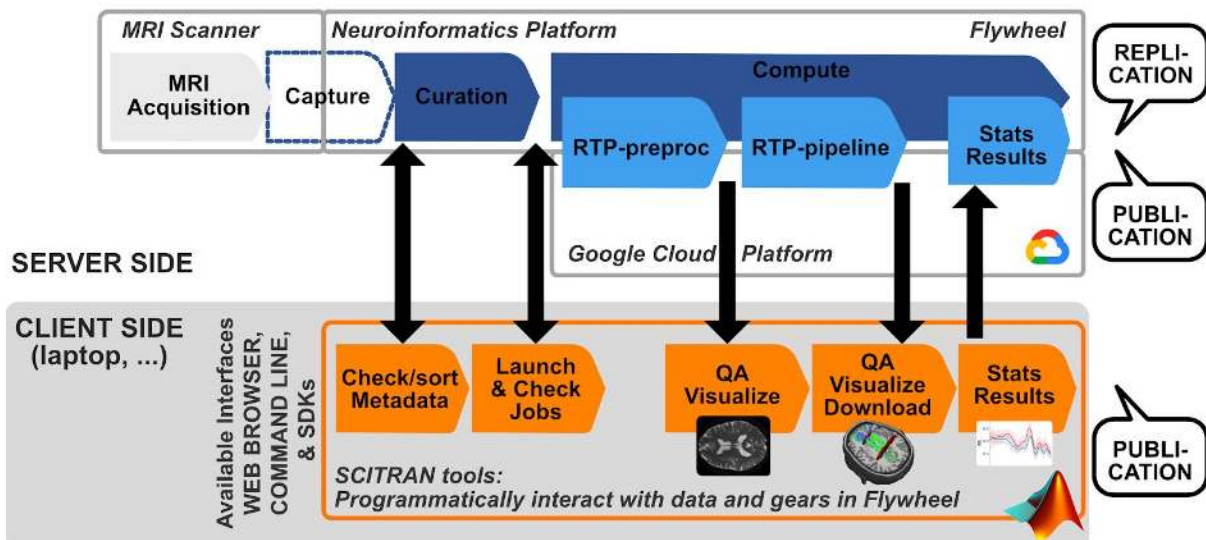 MRI Scanner
Neuroinformatics Platform
Flywheel
MRI
Acquisition
Capture
Curation
Compute
RTP-preproc
RTP-pipeline
Stats
Results
REPLI-
CATION
PUBLI-
CATION
Google Cloud Platform
SERVER SIDE
CLIENT SIDE
(laptop, ...)
Available Interfaces
WEB BROWSER,
COMMAND LINE,
& SDKs
Check/sort
Metadata
Launch
& Check
Jobs
QA
Visualize
QA
Visualize
Download
Stats
Results
SCITRAN tools:
Programmatically interact with data and gears in Flywheel
PUBLI-
CATION